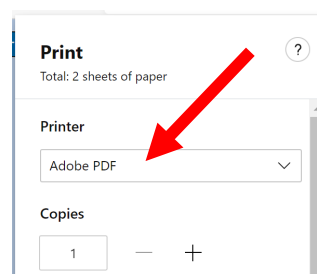 Print
?
Total: 2 sheets of paper
Printer
Adobe PDF
Copies
1